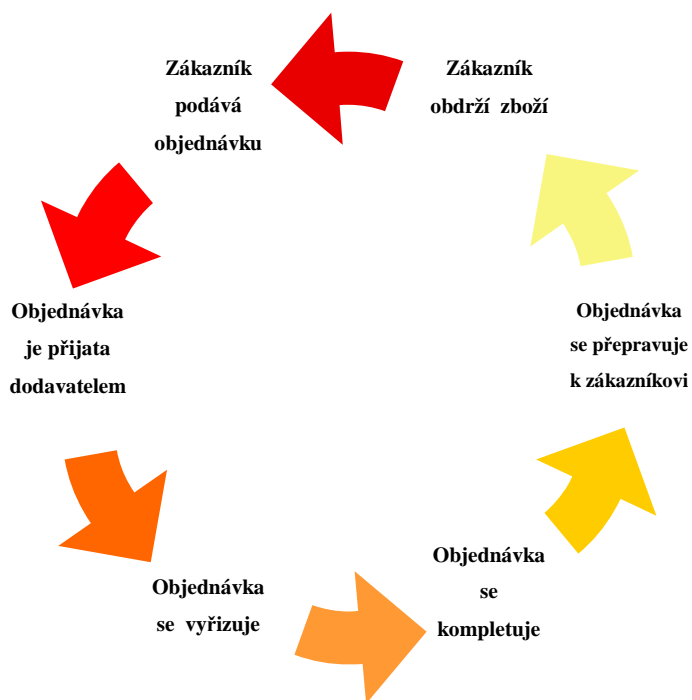 Zákazník
podává
objednávku
Zákazník
obdrží zboží
Objednávka
je přijata
dodavatelem
Objednávka
se přepravuje
k zákazníkovi
Objednávka
se vyřizuje
Objednávka
se
kompletuje